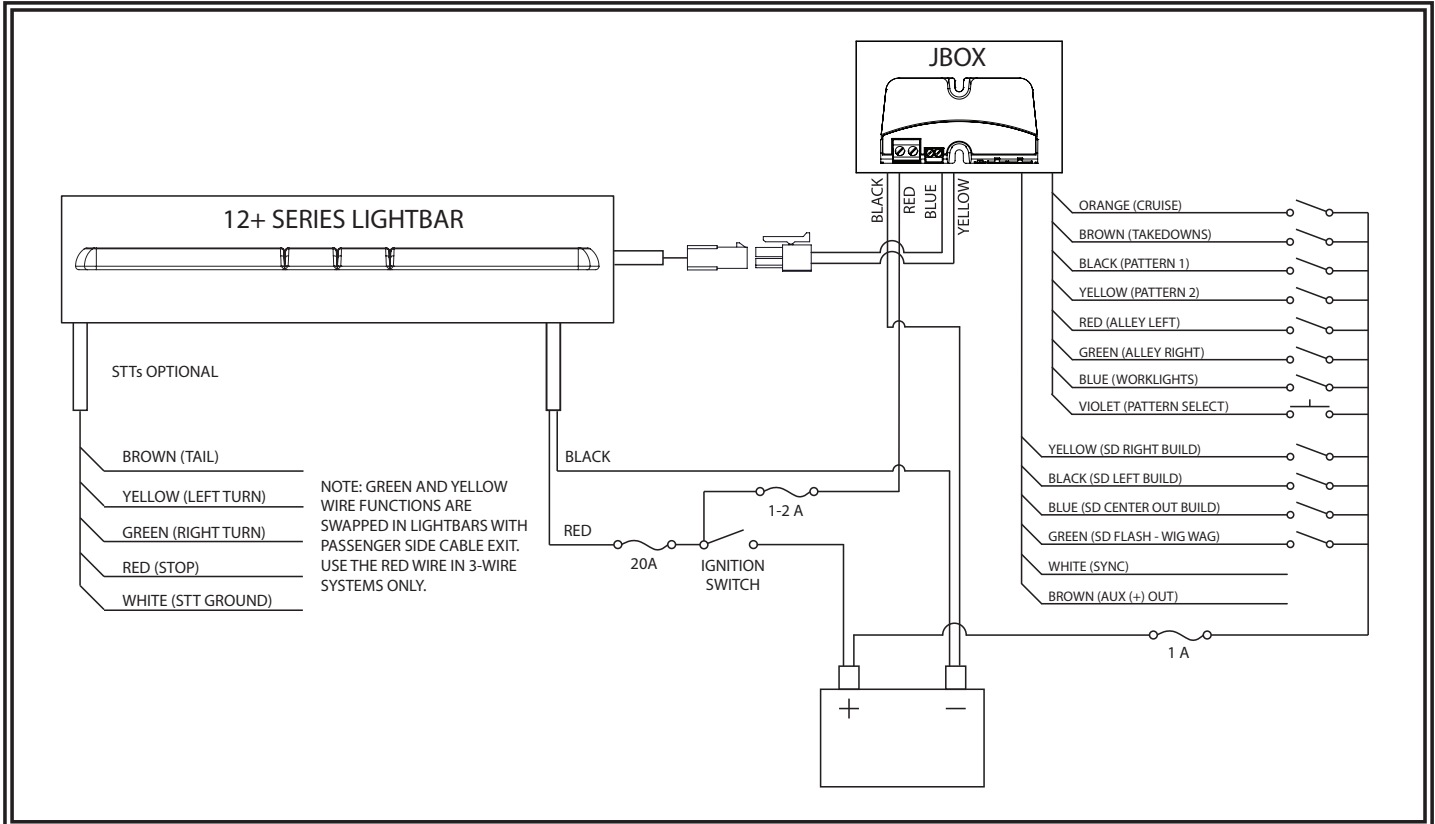 JBOX
BLACK
RED
BLUE
YELLOW
12+ SERIES LIGHTBAR
ORANGE (CRUISE)
BROWN (TAKEDOWNS)
BLACK (PATTERN 1)
YELLOW (PATTERN 2)
RED (ALLEY LEFT)
GREEN (ALLEY RIGHT)
BLUE (WORKLIGHTS)
VIOLET (PATTERN SELECT)
YELLOW (SD RIGHT BUILD)
BLACK (SD LEFT BUILD)
BLUE (SD CENTER OUT BUILD)
GREEN (SD FLASH - WIG WAG)
WHITE (SYNC)
BROWN (AUX (+) OUT)
STTs OPTIONAL
BROWN (TAIL)
YELLOW (LEFT TURN)
GREEN (RIGHT TURN)
RED (STOP)
WHITE (STT GROUND)
NOTE: GREEN AND YELLOW
WIRE FUNCTIONS ARE
SWAPPED IN LIGHTBARS WITH
PASSENGER SIDE CABLE EXIT.
USE THE RED WIRE IN 3-WIRE
SYSTEMS ONLY.
BLACK
RED
1-2 A
20A
IGNITION
SWITCH
1 A
+
−